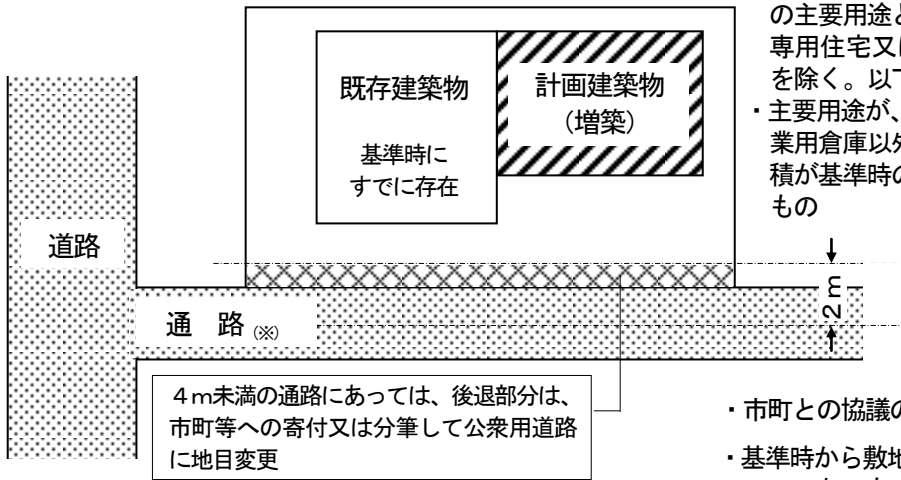 の主要用途と
専用住宅又は
を除く。以下
・主要用途が、
業用倉庫以外
積が基準時の
もの
既存建築物
基準時に
すでに存在
計画建築物
（増築）
道路
2ｍ
通 路(※)
４ｍ未満の通路にあっては、後退部分は、
市町等への寄付又は分筆して公衆用道路
に地目変更
・市町との協議の
・基準時から敷地